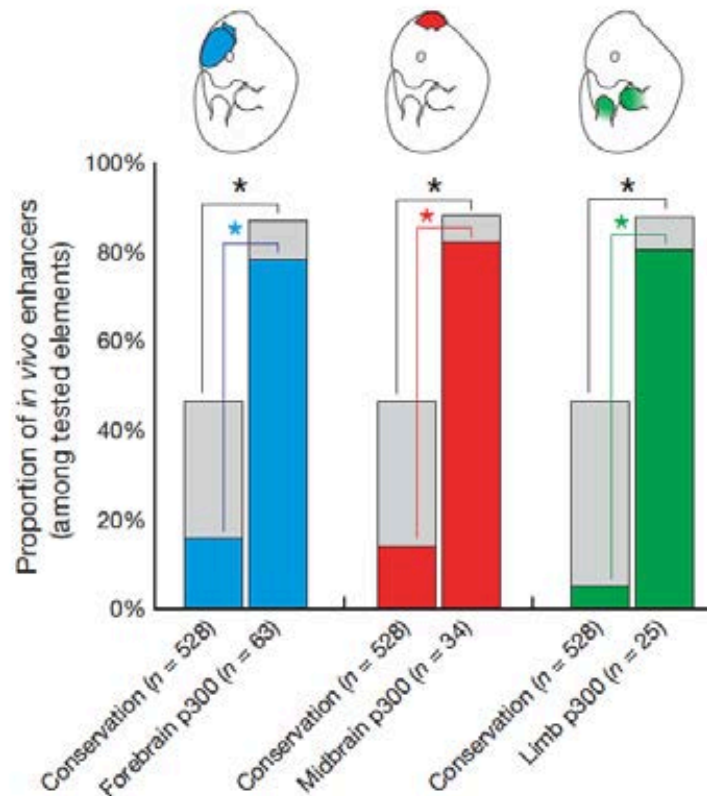 100%
80%
60%
40%
20%
0%
Proportion of in vivo enhancers
(among tested elements)
*
*
*
*
*
*
Conservation (n = 528)
Forebrain p300 (n = 63)
Conservation (n = 528)
Midbrain p300 (n = 34)
Conservation (n = 528)
Limb p300 (n = 25)